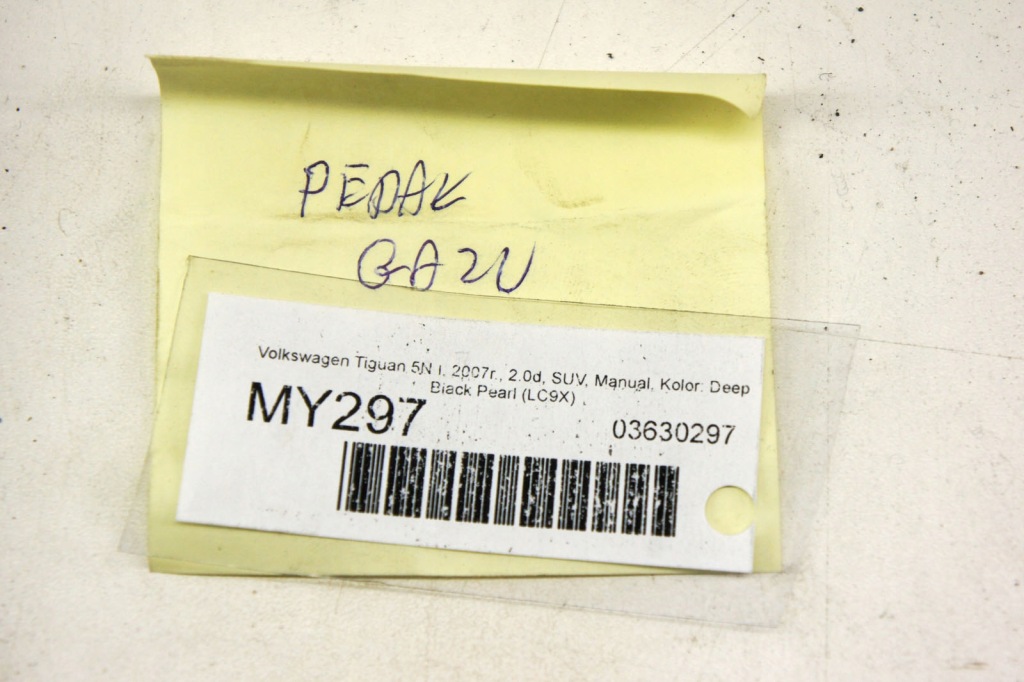 PEDAŁ
GAZU
Volkswagen Tiguan 5N I, 2007r., 2.0d, SUV, Manual, Kolor: Deep
Black Pearl (LC9X)
MY297
03630297